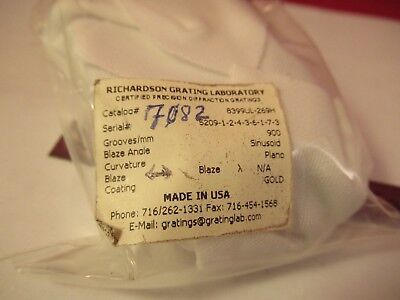 RICHARDSON GRATING LABORATORY
CERTIFIED PRECISION DIFFRACTION GRATINGS
Catalog# 8399UL-269H
17082
Serial# 5209-1-2-4-3-6-1-7-3
Grooves/mm 900
Blaze Angle Sinusoid
Curvature Plano
Blaze Blaze λ N/A
Coating GOLD
MADE IN USA
Phone: 716/262-1331 Fax: 716-454-1568
E-Mail: gratings@gratinglab.com